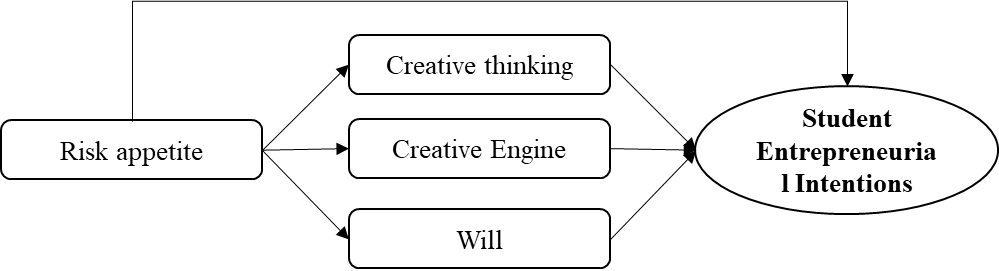 Creative thinking
Risk appetite
Creative Engine
Will
Student
Entrepreneuria
l Intentions